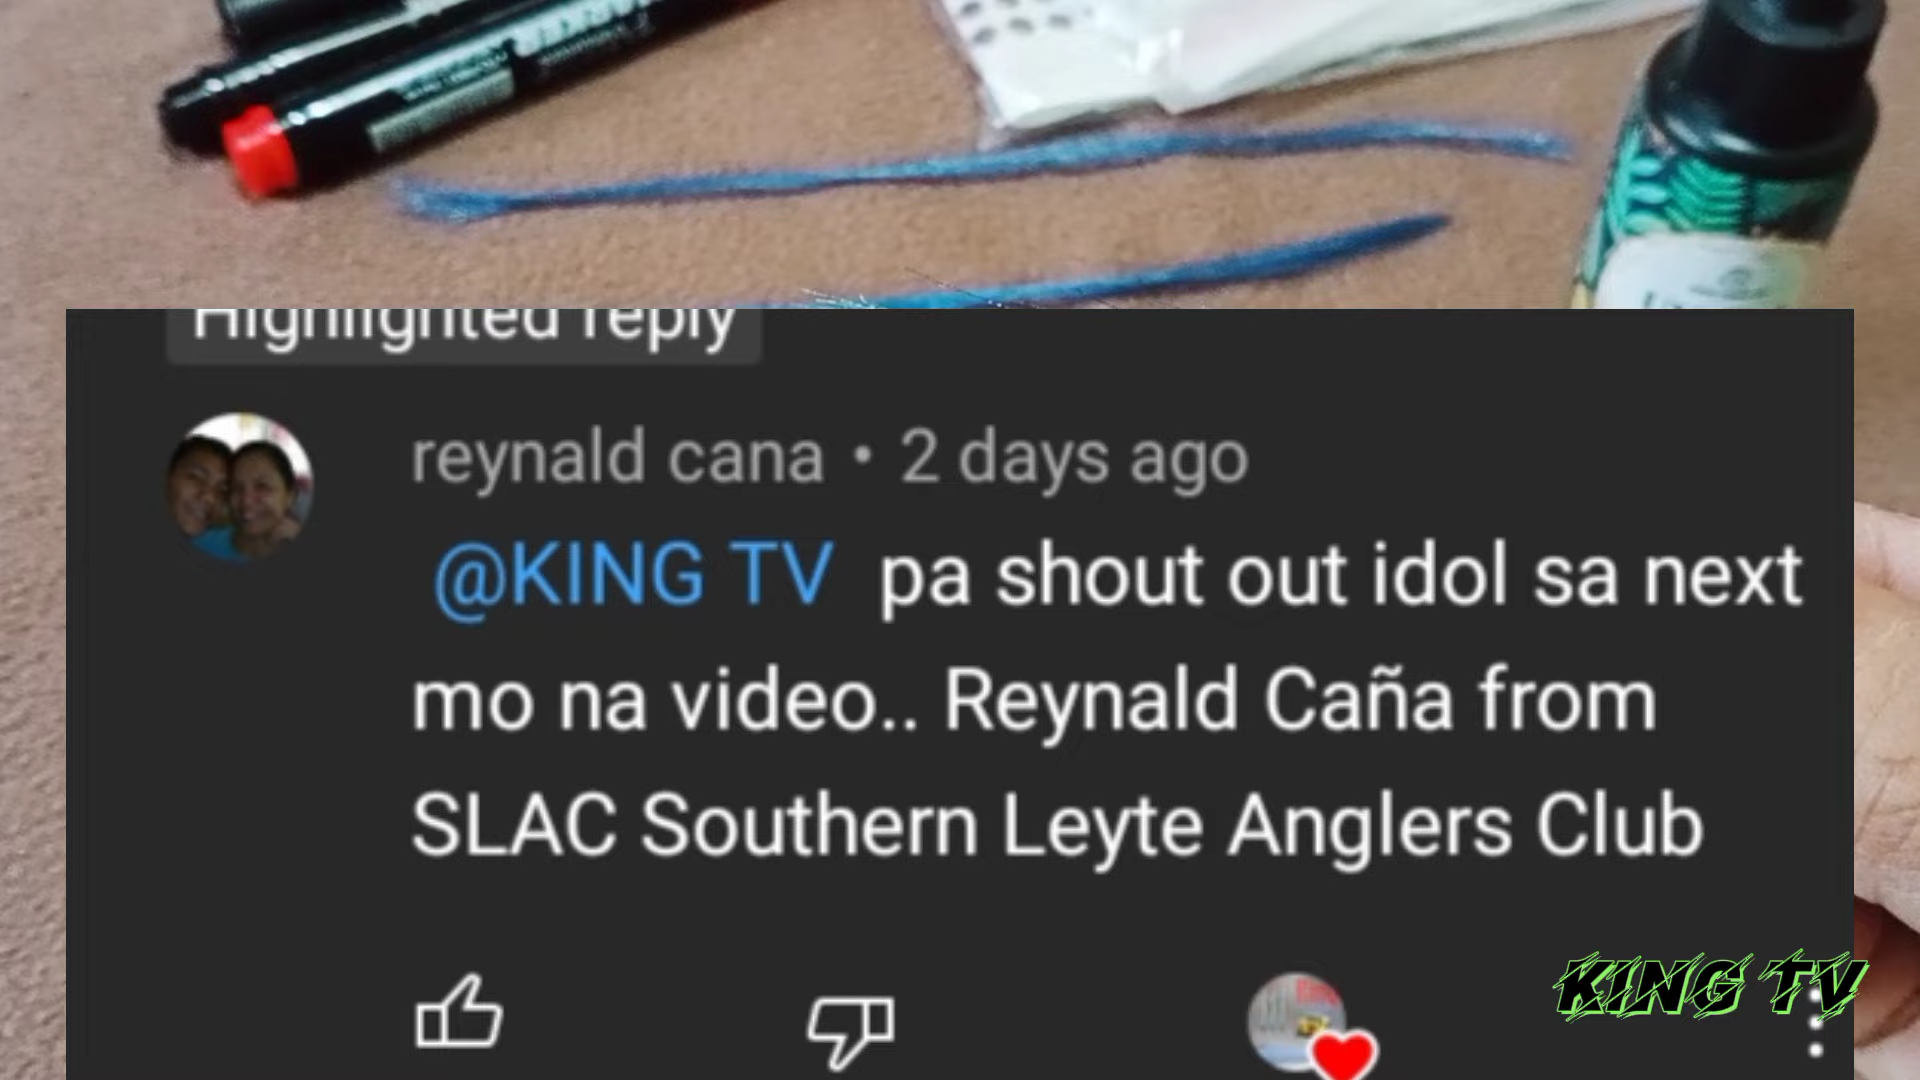 MARKER
Highlighted reply
reynald cana • 2 days ago
@KING TV pa shout out idol sa next
mo na video.. Reynald Caña from
SLAC Southern Leyte Anglers Club
KING TV